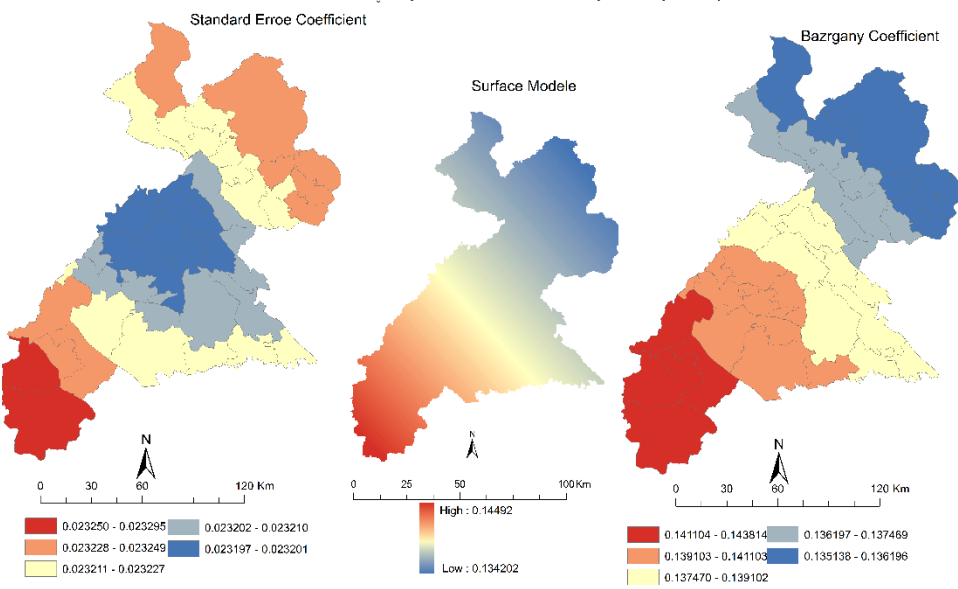 Standard Erroe Coefficient
N
0 30 60 120 Km
0.023250 - 0.023295
0.023228 - 0.023249
0.023211 - 0.023227
0.023202 - 0.023210
0.023197 - 0.023201
Surface Modele
N
0 25 50 100 Km
High : 0.14492
Low : 0.134202
Bazrgany Coefficient
N
0 30 60 120 Km
0.141104 - 0.143814
0.139103 - 0.141103
0.137470 - 0.139102
0.136197 - 0.137469
0.135138 - 0.136196